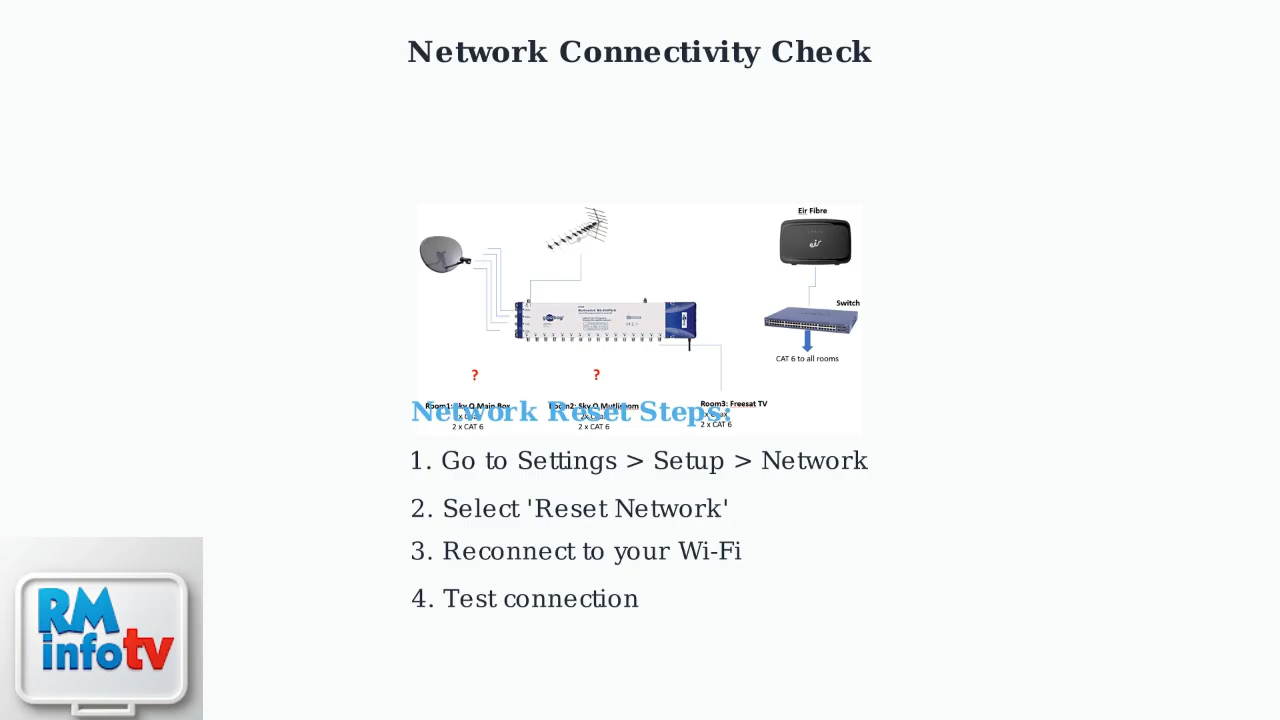 Network Connectivity Check
Eir Fibre
eir
Switch
CAT 6 to all rooms
? ?
Room1: Sky Q Main Box
Room2: Sky Q Mutliroom
Room3: Freesat TV
Network Reset Steps:
2 x CAT 6
2 x CAT 6
2 x CAT 6
1. Go to Settings > Setup > Network
2. Select 'Reset Network'
3. Reconnect to your Wi-Fi
4. Test connection
RM
infotv